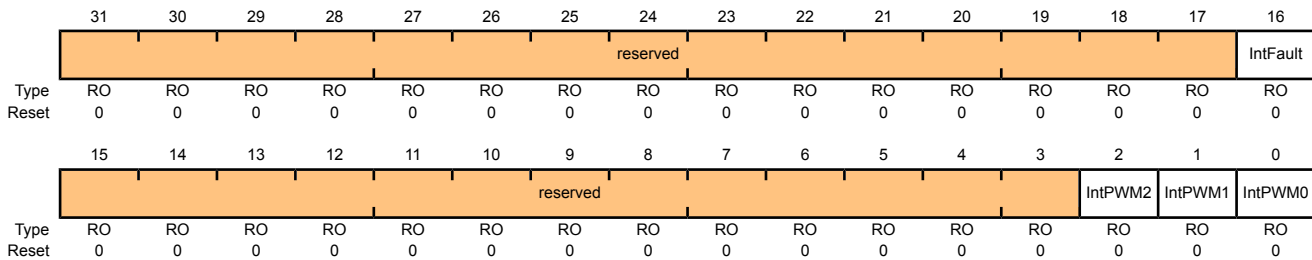 31 30 29 28 27 26 25 24 23 22 21 20 19 18 17 16
reserved IntFault
Type RO RO RO RO RO RO RO RO RO RO RO RO RO RO RO RO
Reset 0 0 0 0 0 0 0 0 0 0 0 0 0 0 0 0
15 14 13 12 11 10 9 8 7 6 5 4 3 2 1 0
reserved IntPWM2 IntPWM1 IntPWM0
Type RO RO RO RO RO RO RO RO RO RO RO RO RO RO RO RO
Reset 0 0 0 0 0 0 0 0 0 0 0 0 0 0 0 0